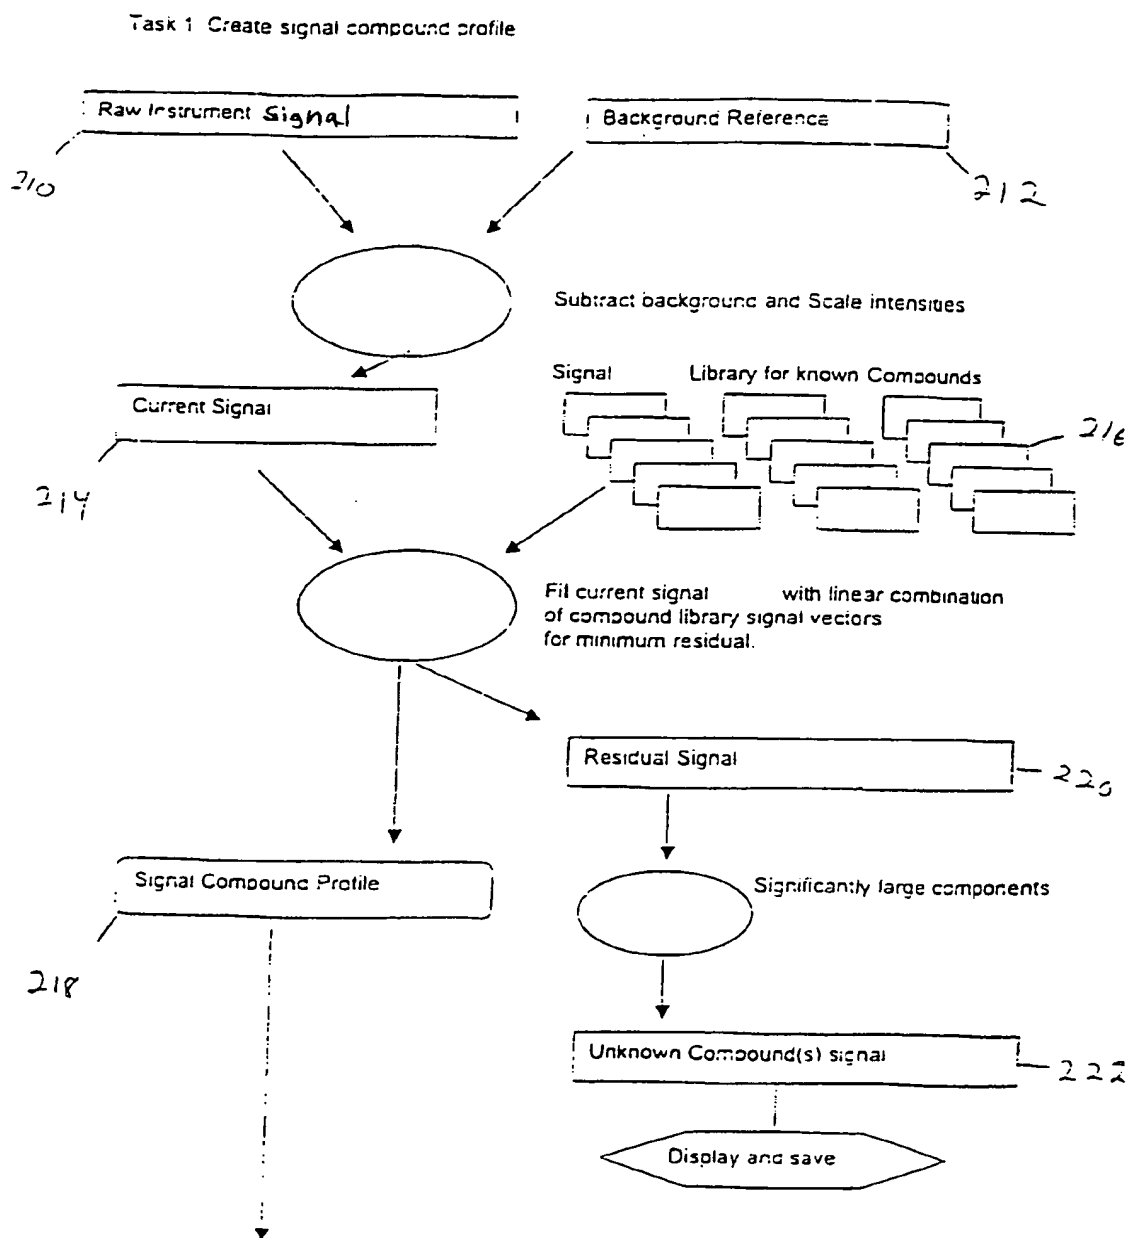 Task 1 Create signal compound profile
Raw Instrument Signal
Background Reference
210
212
Subtract background and Scale intensities
Signal Library for known Compounds
Current Signal
216
214
Fit current signal with linear combination
of compound library signal vectors
for minimum residual.
Residual Signal
220
Signal Compound Profile
Significantly large components
218
Unknown Compound(s) signal
222
Display and save